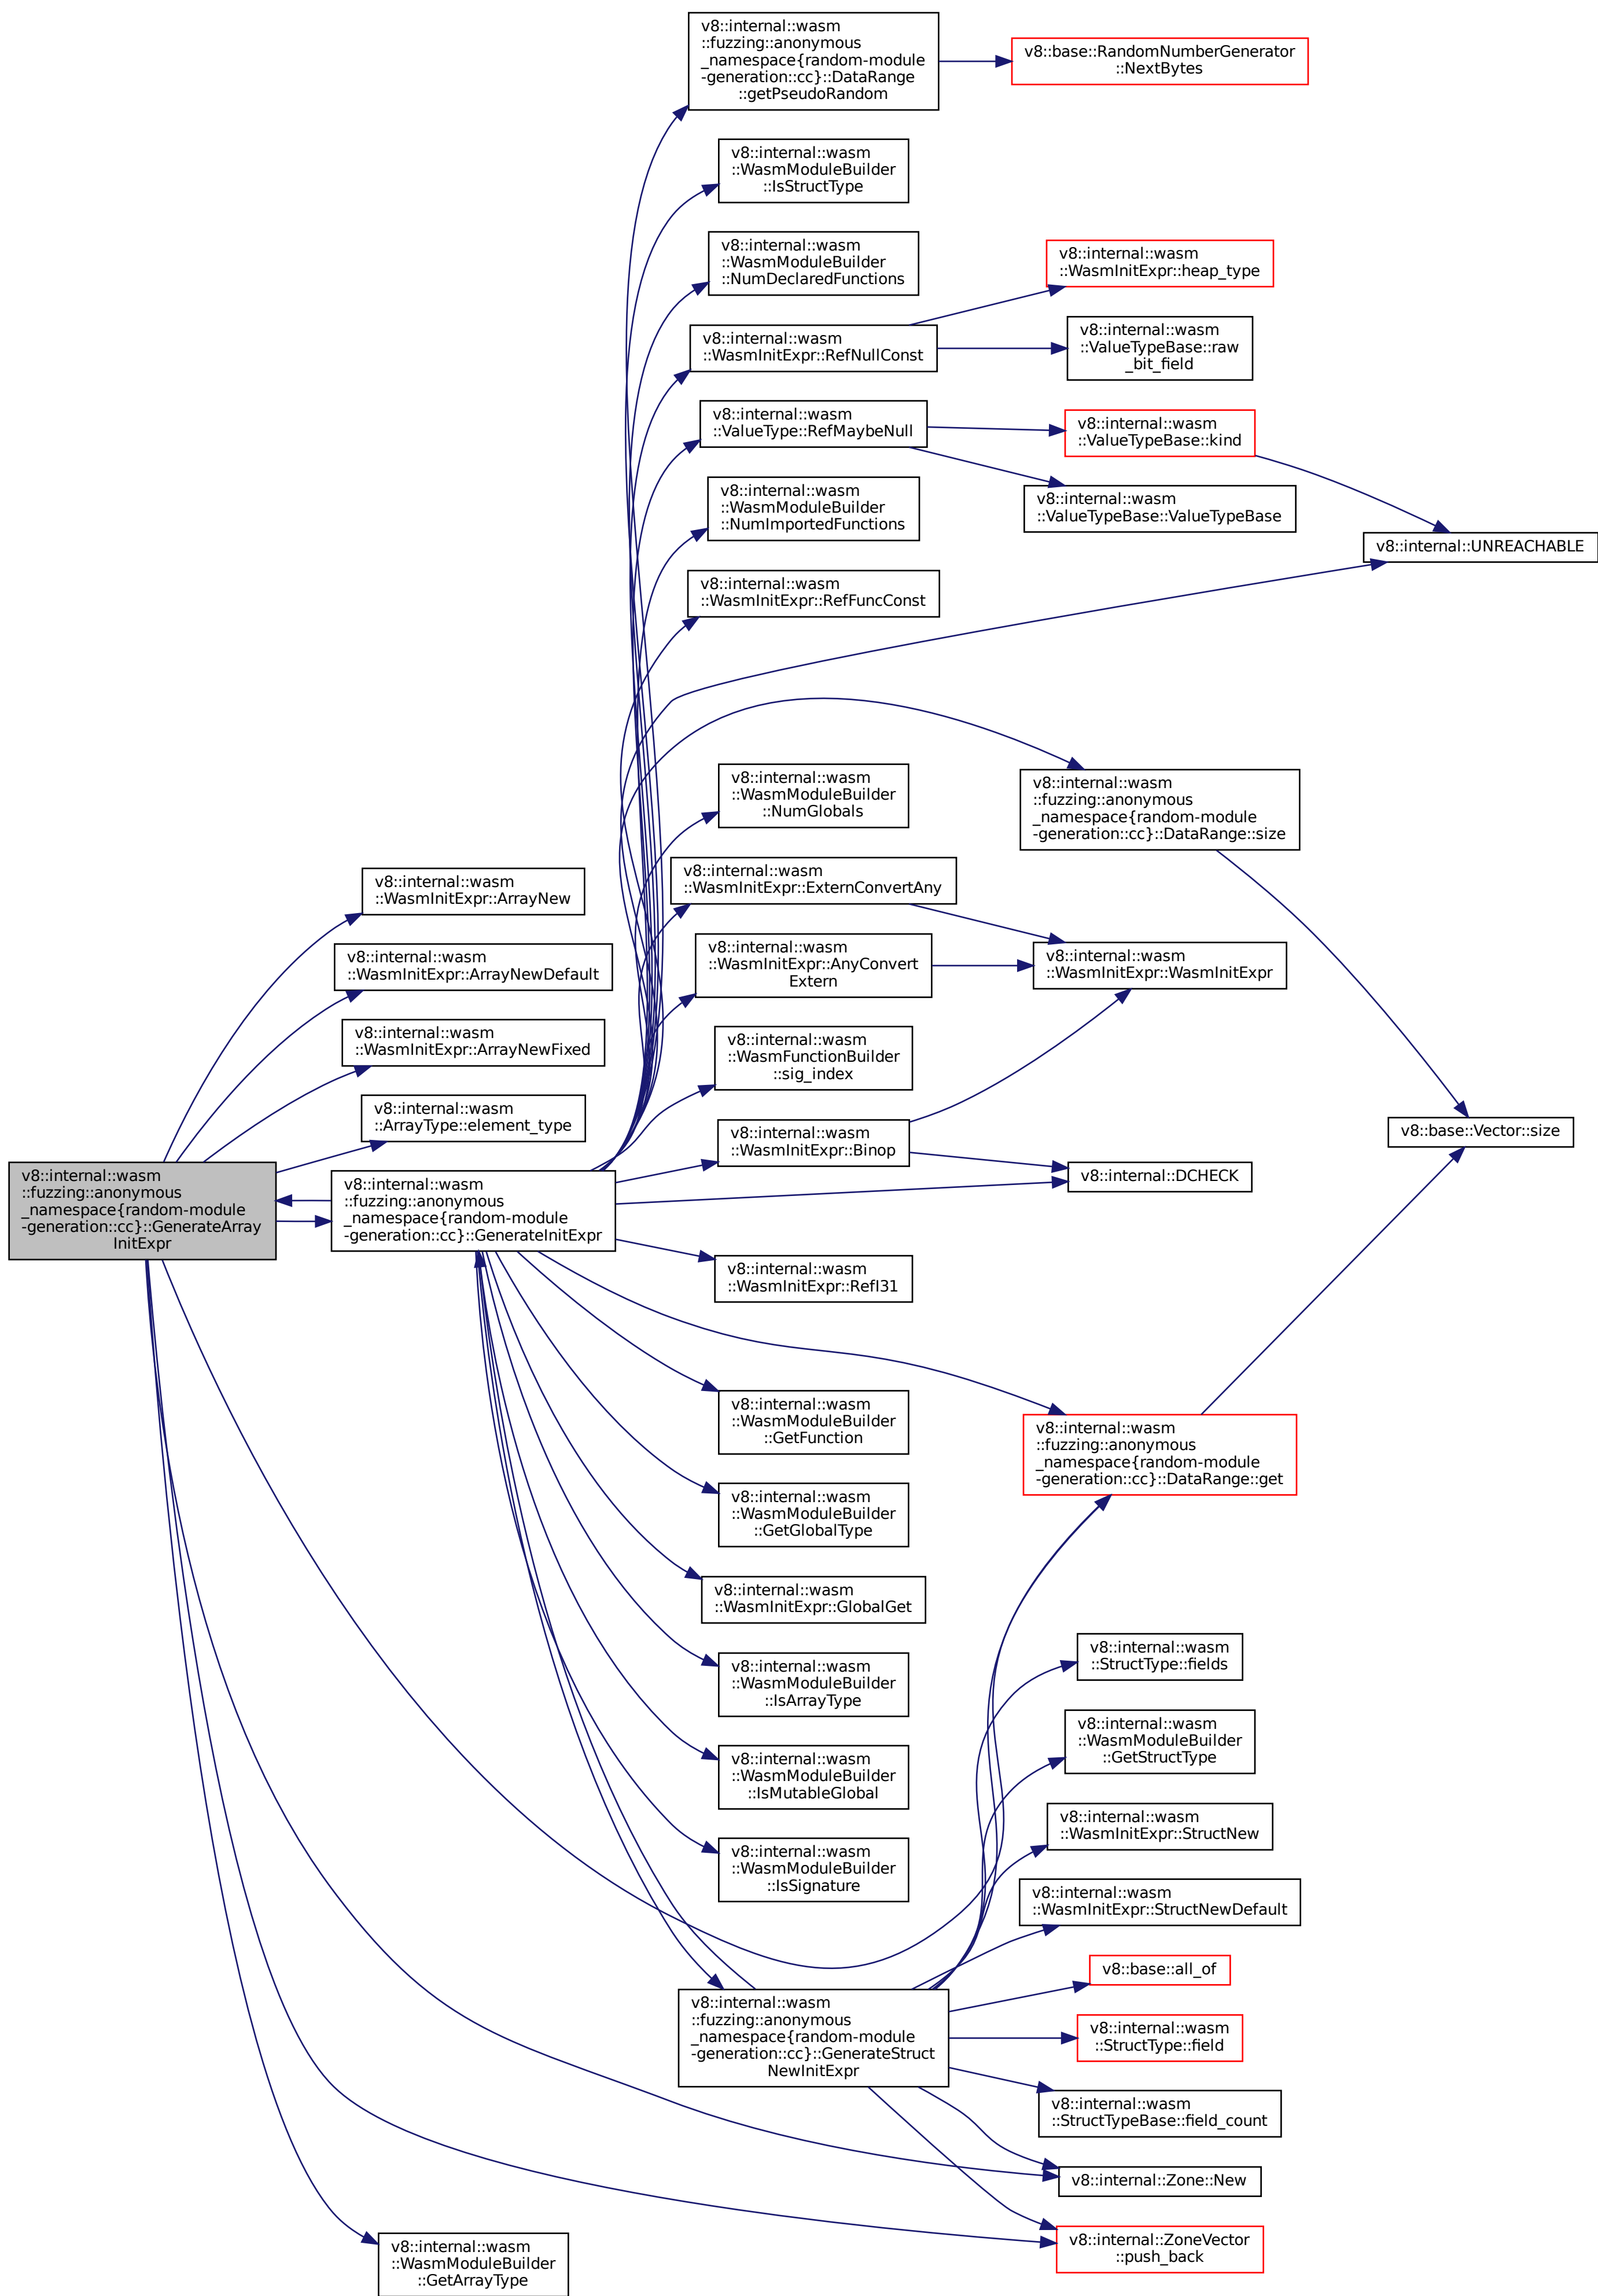 v8::internal::wasm
::fuzzing::anonymous
_namespace{random-module
-generation::cc}::DataRange
::getPseudoRandom
v8::base::RandomNumberGenerator
::NextBytes
v8::internal::wasm
::WasmModuleBuilder
::IsStructType
v8::internal::wasm
::WasmModuleBuilder
::NumDeclaredFunctions
v8::internal::wasm
::WasmInitExpr::heap_type
v8::internal::wasm
::WasmInitExpr::RefNullConst
v8::internal::wasm
::ValueTypeBase::raw
_bit_field
v8::internal::wasm
::ValueType::RefMaybeNull
v8::internal::wasm
::ValueTypeBase::kind
v8::internal::wasm
::WasmModuleBuilder
::NumImportedFunctions
v8::internal::wasm
::ValueTypeBase::ValueTypeBase
v8::internal::UNREACHABLE
v8::internal::wasm
::WasmInitExpr::RefFuncConst
v8::internal::wasm
::WasmModuleBuilder
::NumGlobals
v8::internal::wasm
::fuzzing::anonymous
_namespace{random-module
-generation::cc}::DataRange::size
v8::internal::wasm
::WasmInitExpr::ArrayNew
v8::internal::wasm
::WasmInitExpr::ExternConvertAny
v8::internal::wasm
::WasmInitExpr::ArrayNewDefault
v8::internal::wasm
::WasmInitExpr::AnyConvert
Extern
v8::internal::wasm
::WasmInitExpr::WasmInitExpr
v8::internal::wasm
::WasmInitExpr::ArrayNewFixed
v8::internal::wasm
::WasmFunctionBuilder
::sig_index
v8::internal::wasm
::ArrayType::element_type
v8::internal::wasm
::WasmInitExpr::Binop
v8::base::Vector::size
v8::internal::wasm
::fuzzing::anonymous
_namespace{random-module
-generation::cc}::GenerateArray
InitExpr
v8::internal::wasm
::fuzzing::anonymous
_namespace{random-module
-generation::cc}::GenerateInitExpr
v8::internal::DCHECK
v8::internal::wasm
::WasmInitExpr::RefI31
v8::internal::wasm
::WasmModuleBuilder
::GetFunction
v8::internal::wasm
::fuzzing::anonymous
_namespace{random-module
-generation::cc}::DataRange::get
v8::internal::wasm
::WasmModuleBuilder
::GetGlobalType
v8::internal::wasm
::WasmInitExpr::GlobalGet
v8::internal::wasm
::StructType::fields
v8::internal::wasm
::WasmModuleBuilder
::IsArrayType
v8::internal::wasm
::WasmModuleBuilder
::GetStructType
v8::internal::wasm
::WasmModuleBuilder
::IsMutableGlobal
v8::internal::wasm
::WasmInitExpr::StructNew
v8::internal::wasm
::WasmModuleBuilder
::IsSignature
v8::internal::wasm
::WasmInitExpr::StructNewDefault
v8::base::all_of
v8::internal::wasm
::fuzzing::anonymous
_namespace{random-module
-generation::cc}::GenerateStruct
NewInitExpr
v8::internal::wasm
::StructType::field
v8::internal::wasm
::StructTypeBase::field_count
v8::internal::Zone::New
v8::internal::ZoneVector
::push_back
v8::internal::wasm
::WasmModuleBuilder
::GetArrayType